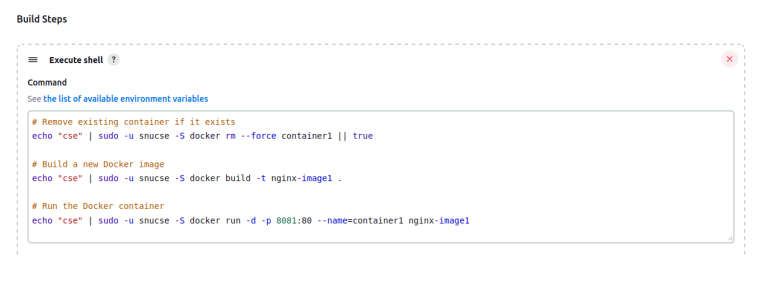 Build Steps
Execute shell ?
Command
See the list of available environment variables
# Remove existing container if it exists
echo "cse" | sudo -u snucse -S docker rm --force container1 || true
# Build a new Docker image
echo "cse" | sudo -u snucse -S docker build -t nginx-image1 .
# Run the Docker container
echo "cse" | sudo -u snucse -S docker run -d -p 8081:80 --name=container1 nginx-image1